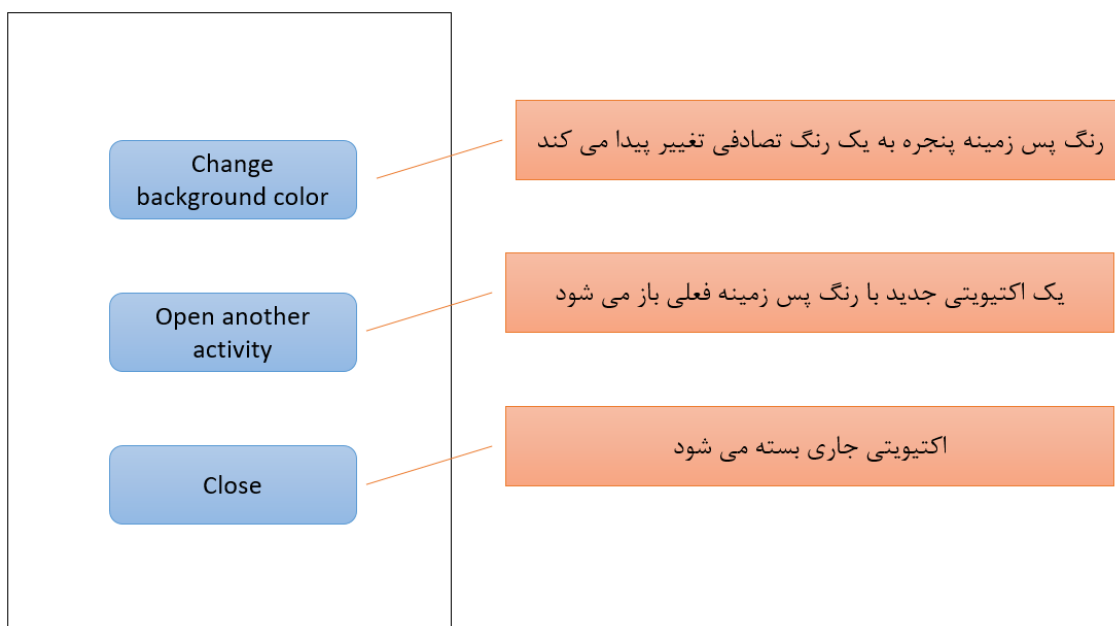 Change
background color
رنگ پس زمینه پنجره به یک رنگ تصادفی تغییر پیدا می کند
Open another
activity
یک اکتیویتی جدید با رنگ پس زمینه فعلی باز می شود
Close
اکتیویتی جاری بسته می شود